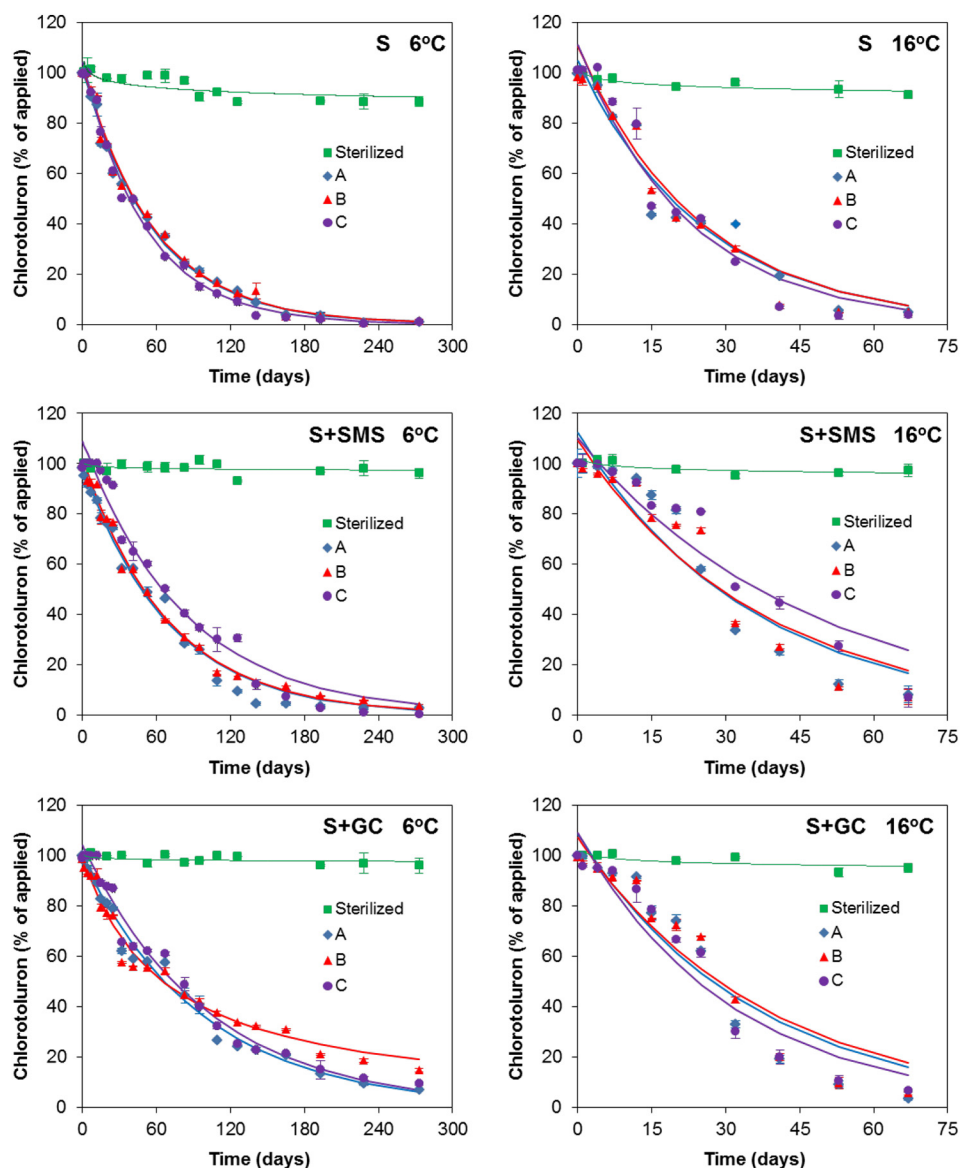 S 6°C
Chlorotoluron (% of applied)
120
100
80
60
40
20
0
Sterilized
A
B
C
0 60 120 180 240 300
Time (days)
S 16°C
Chlorotoluron (% of applied)
120
100
80
60
40
20
0
Sterilized
A
B
C
0 15 30 45 60 75
Time (days)
S+SMS 6°C
Chlorotoluron (% of applied)
120
100
80
60
40
20
0
Sterilized
A
B
C
0 60 120 180 240 300
Time (days)
S+SMS 16°C
Chlorotoluron (% of applied)
120
100
80
60
40
20
0
Sterilized
A
B
C
0 15 30 45 60 75
Time (days)
S+GC 6°C
Chlorotoluron (% of applied)
120
100
80
60
40
20
0
Sterilized
A
B
C
0 60 120 180 240 300
Time (days)
S+GC 16°C
Chlorotoluron (% of applied)
120
100
80
60
40
20
0
Sterilized
A
B
C
0 15 30 45 60 75
Time (days)